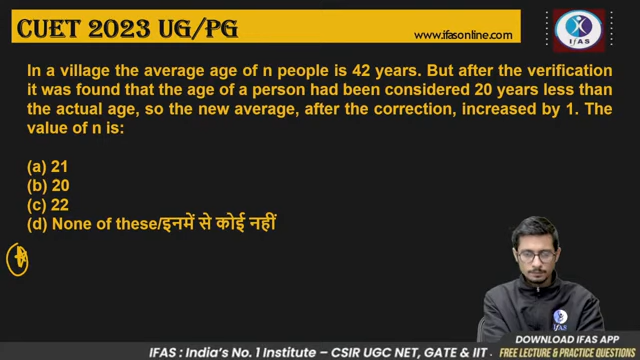 CUET 2023 UG/PG
www.ifasonline.com
IFAS
In a village the average age of n people is 42 years. But after the verification
it was found that the age of a person had been considered 20 years less than
the actual age, so the new average, after the correction, increased by 1. The
value of n is:
(a) 21
(b) 20
(c) 22
(d) None of these/इनमें से कोई नहीं
DOWNLOAD IFAS APP
IFAS : India's No. 1 Institute – CSIR UGC NET, GATE & IIT .
FREE LECTURE & PRACTICE QUESTIONS